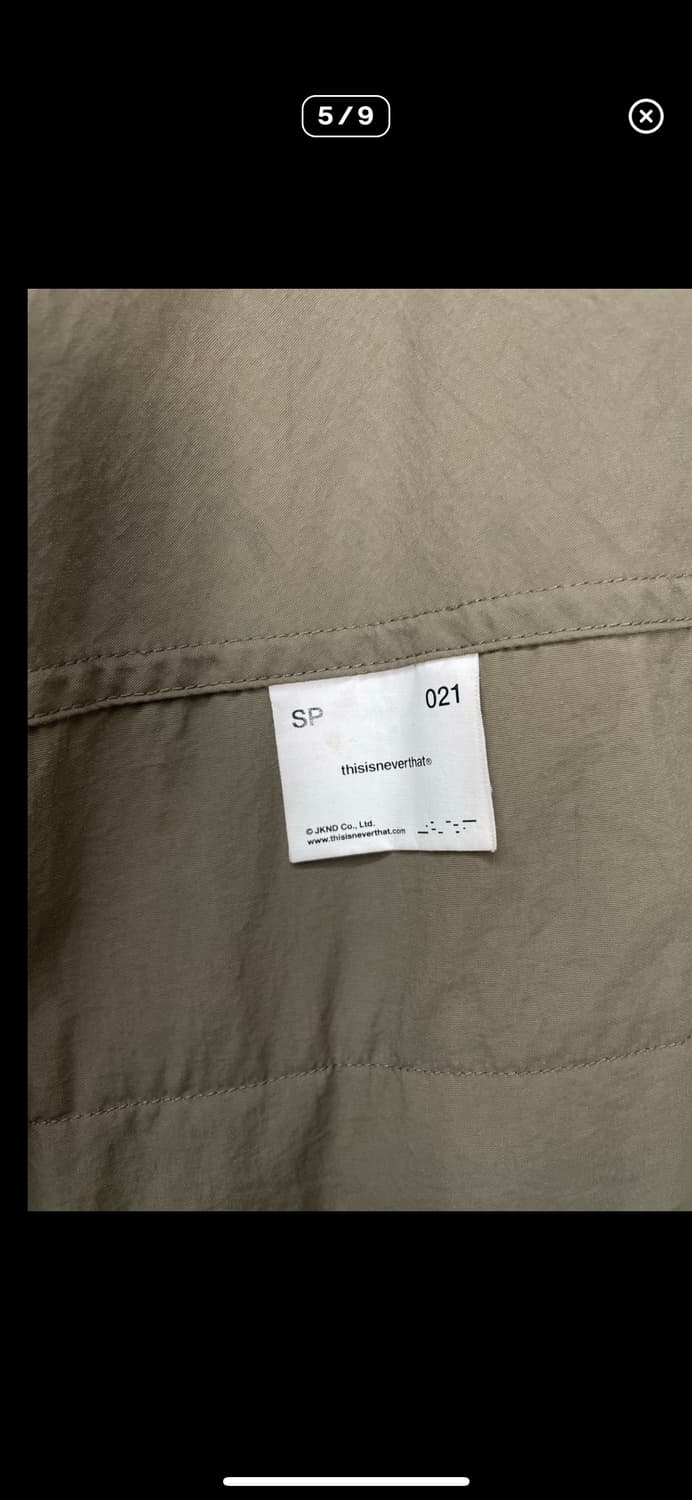 5/9
SP 021
thisisneverthat®
© JKND Co., Ltd.
www.thisisneverthat.com